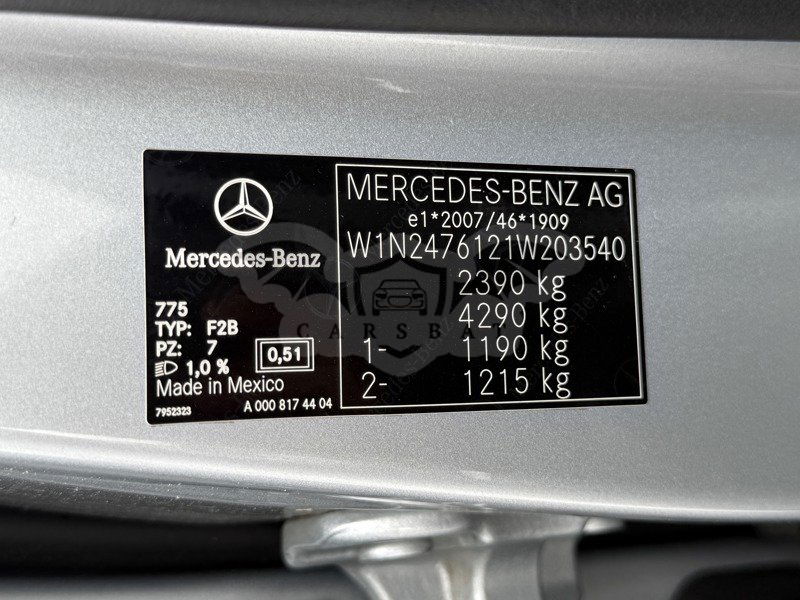 Mercedes-Benz
775
TYP: F2B
PZ: 7
1,0 %
0,51
Made in Mexico
7952323
A 000 817 44 04
MERCEDES-BENZ AG
e1*2007/46*1909
W1N2476121W203540
2390 kg
4290 kg
1- 1190 kg
2- 1215 kg